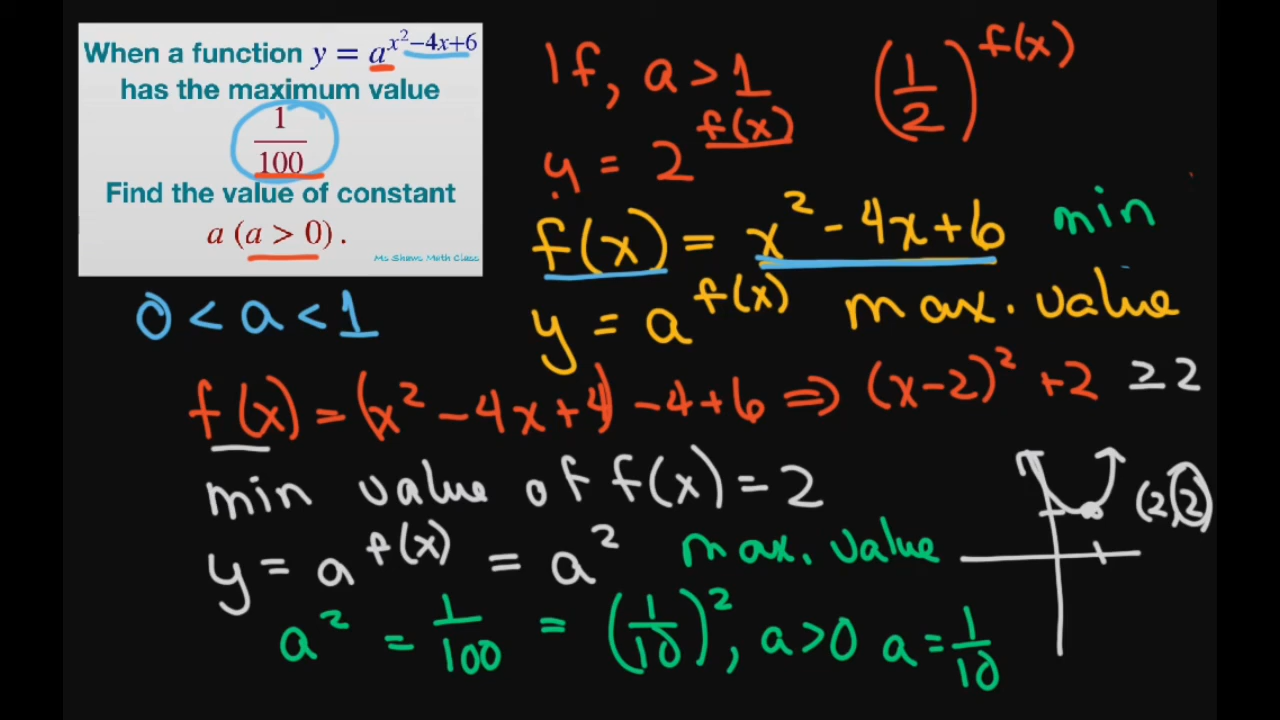 When a function y = a^{x²−4x+6}
has the maximum value
1/100
Find the value of constant
a (a > 0) .
Ms Shaws Math Class
If, a > 1 (1/2)^{f(x)}
y = 2^{f(x)}
f(x) = x² - 4x+6 min
0 < a < 1
y = a^{f(x)} max. value
f(x) = (x² - 4x+4) - 4+6 ⇒ (x-2)² +2 ≥2
min value of f(x) = 2
(2,2)
y = a^{f(x)} = a² max. value
a² = 1/100 = (1/10)², a>0 a = 1/10